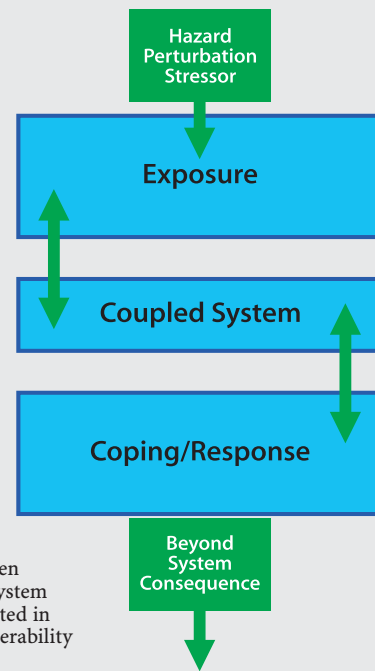 Hazard
Perturbation
Stressor
Exposure
Coupled System
Coping/Response
Beyond
System
Consequence